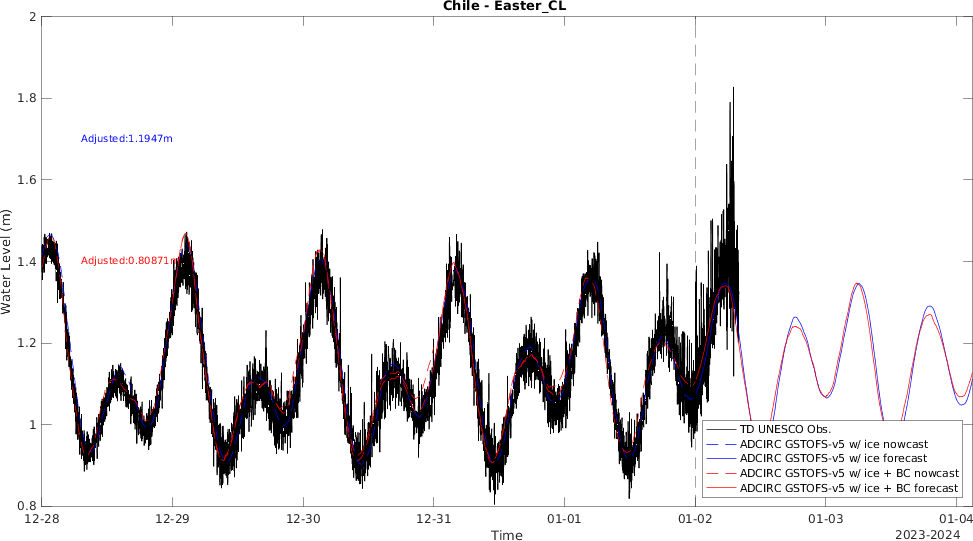 Chile - Easter_CL
2
1.8
1.6
1.4
1.2
1
0.8
Water Level (m)
Adjusted:1.1947m
Adjusted:0.80871m
TD UNESCO Obs.
ADCIRC GSTOFS-v5 w/ ice nowcast
ADCIRC GSTOFS-v5 w/ ice forecast
ADCIRC GSTOFS-v5 w/ ice + BC nowcast
ADCIRC GSTOFS-v5 w/ ice + BC forecast
12-28 12-29 12-30 12-31 01-01 01-02 01-03 01-04
Time
2023-2024